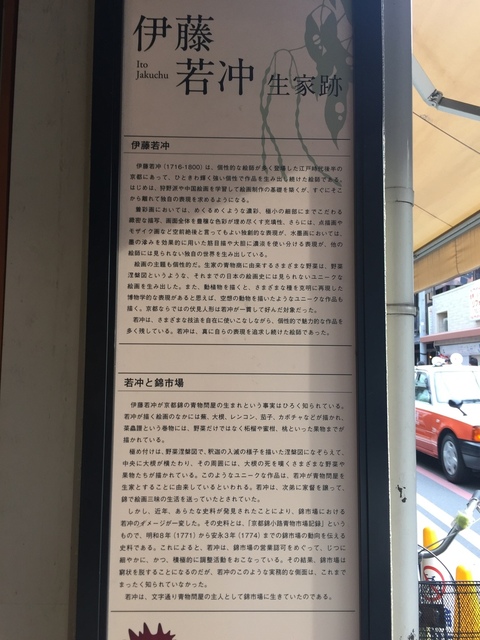 伊藤
Ito
Jakuchu
若冲 生家跡
伊藤若冲
伊藤若冲(1716-1800)は、個性的な絵師が多く登場した江戸時代後半の
京都にあって、ひときわ輝く強い個性で作品を生み出し続けた絵師である。
はじめは、狩野派や中国絵画を学習して絵画制作の基礎を築くが、すぐにそこ
から離れて独自の表現を求めるようになる。
着彩画においては、めくるめくような濃彩、極小の細部にまでこだわる
緻密な描写、画面全体を豊穣な色彩が埋め尽くす充填性、さらには、点描画や
モザイク画など空前絶後と言ってもよい独創的な表現が、水墨画においては、
墨の滲みを効果的に用いた筋目描や大胆に濃淡を使い分ける表現が、他の
絵師には見られない独自の世界を生み出している。
絵画の主題も個性的だ。生家の青物商に由来するさまざまな野菜は、野菜
涅槃図というような、それまでの日本の絵画史には見られないユニークな
絵画を生み出した。また、動植物を描くと、さまざまな種を克明に再現した
博物学的な表現があると思えば、空想の動物を描いたようなユニークな作品も
描く。京都ならではの伏見人形は若冲が一貫して好んだ対象だった。
若冲は、さまざまな技法を自在に使いこなしながら、個性的で魅力的な作品を
多く残している。若冲は、真に自らの表現を追求し続けた絵師であった。
若冲と錦市場
伊藤若冲が京都錦の青物問屋の生まれという事実はひろく知られている。
若冲が描く絵画のなかには蕪、大根、レンコン、茄子、カボチャなどが描かれ、
菜蟲譜という巻物には、野菜だけではなく柘榴や蜜柑、桃といった果物までが
描かれている。
極め付けは、野菜涅槃図で、釈迦の入滅の様子を描いた涅槃図になぞらえて、
中央に大根が横たわり、その周囲には、大根の死を嘆くさまざまな野菜や
果物たちが描かれている。このようなユニークな作品は、若冲が青物問屋を
生家とすることに由来しているといわれる。若冲は、次弟に家督を譲って、
錦で絵画三昧の生活を送っていたとされていた。
しかし、近年、あらたな史料が発見されたことにより、錦市場における
若冲のイメージが一変した。その史料とは、「京都錦小路青物市場記録」という
もので、明和8年(1771)から安永3年(1774)までの錦市場の動向を伝える
史料である。これによると、若冲は、錦市場の営業認可をめぐって、じつに
細やかに、かつ、積極的に調整活動をおこなっている。その結果、錦市場は
窮状を脱することになるのだが、若冲のこのような実務的な側面は、これまで
まったく知られていなかった。
若冲は、文字通り青物問屋の主人として錦市場に生きていたのである。